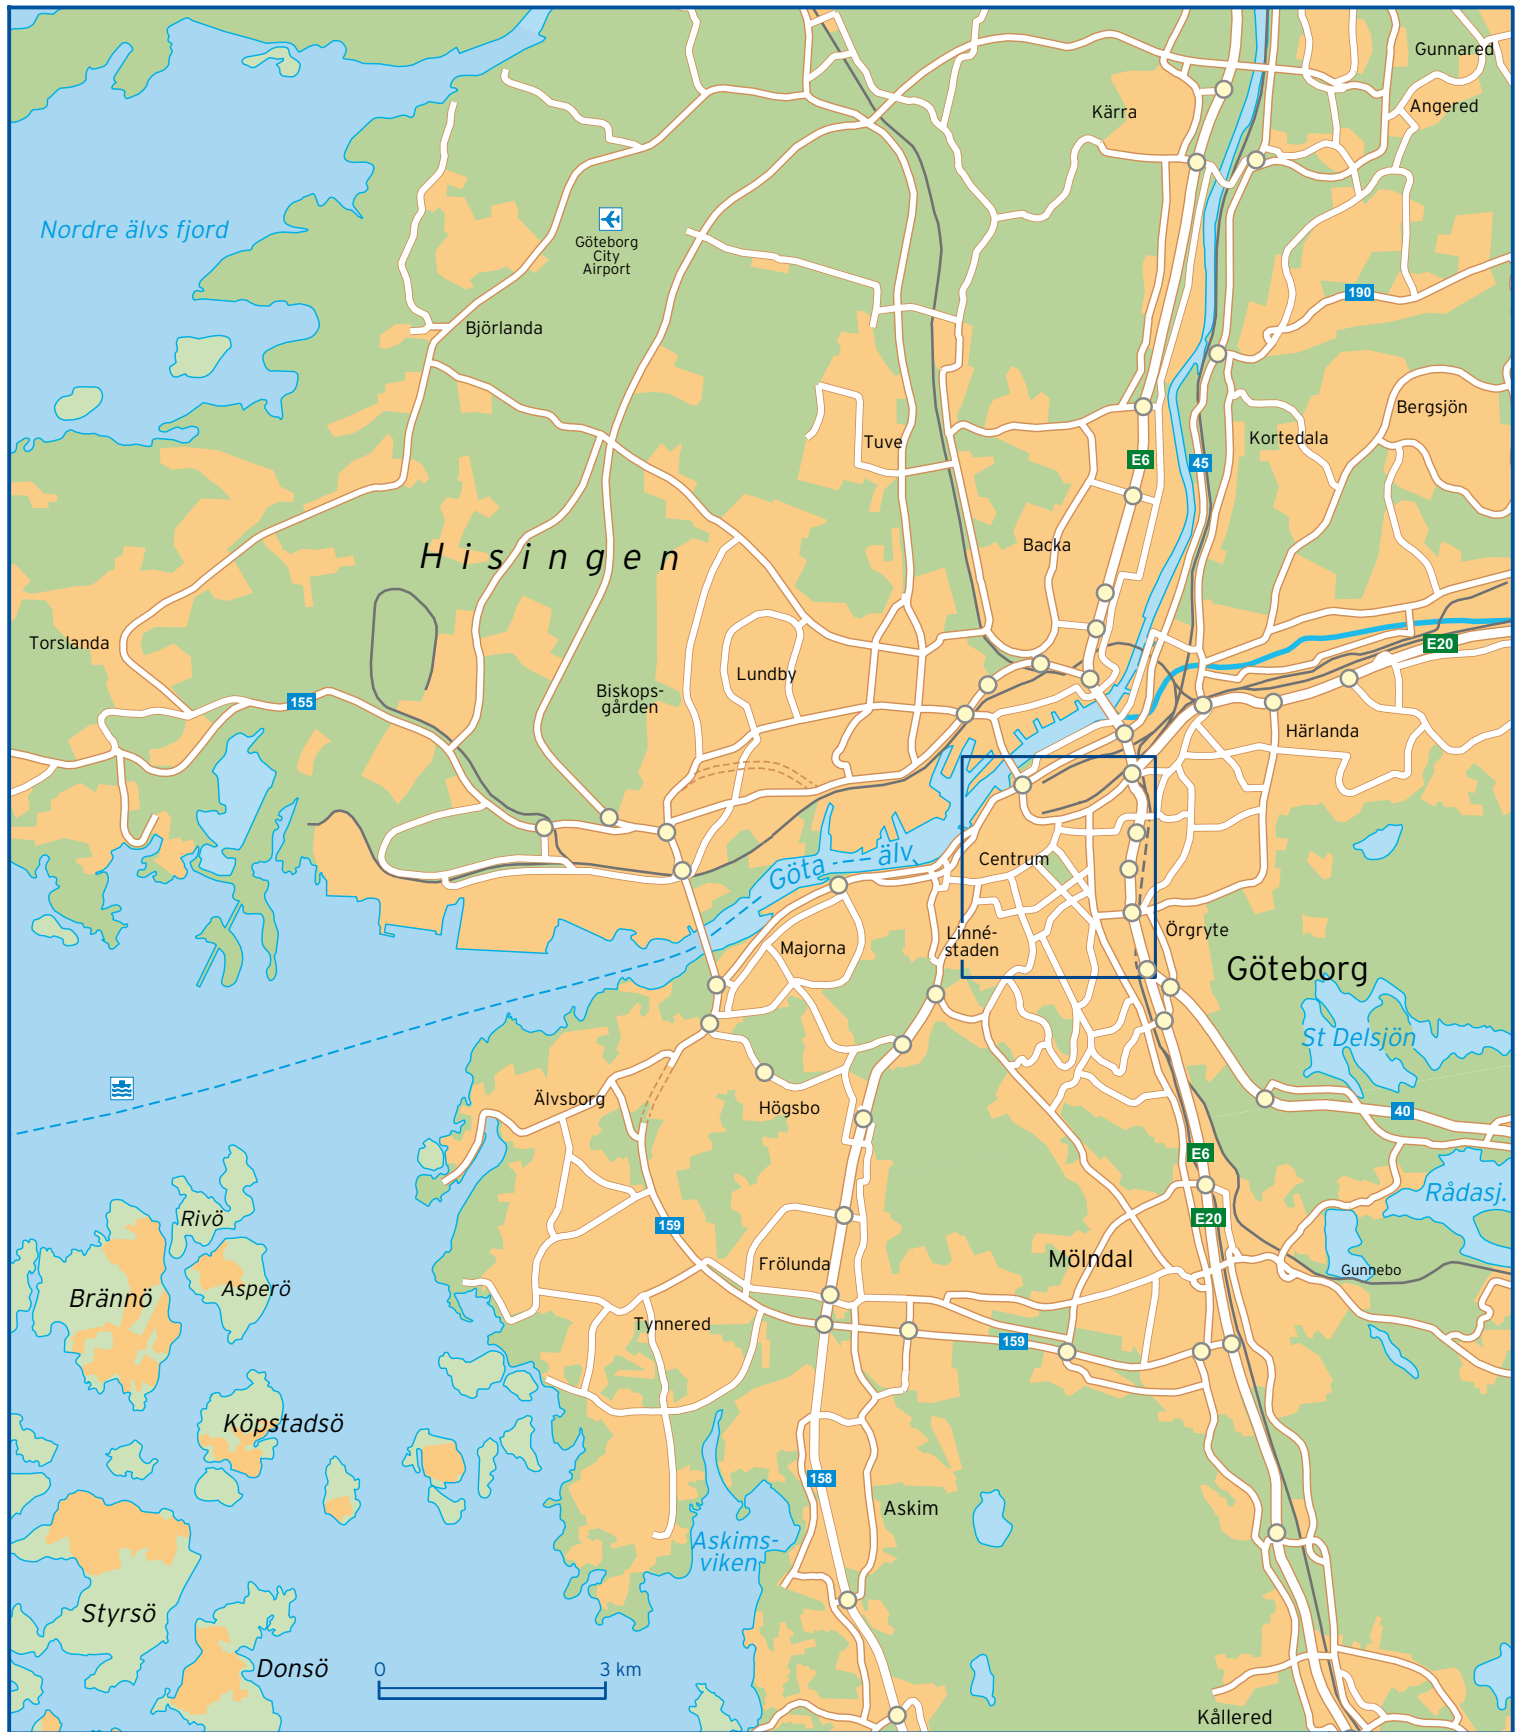 Gunnared
Angered
Kärra
Nordre älvs fjord
Göteborg
City
Airport
190
Björlanda
Bergsjön
Tuve
Kortedala
E6
45
Hisingen
Backa
Torslanda
E20
Lundby
Biskops-
gården
155
Härlanda
Göta
älv
Centrum
Majorna
Linné-
staden
Örgryte
Göteborg
St Delsjön
Älvsborg
Högsbo
40
E6
Rådasj.
Rivö
159
E20
Frölunda
Mölndal
Gunnebo
Brännö
Asperö
Tynnered
159
Köpstadsö
158
Askim
Askims-
viken
Styrsö
Donsö
0 3 km
Kållered